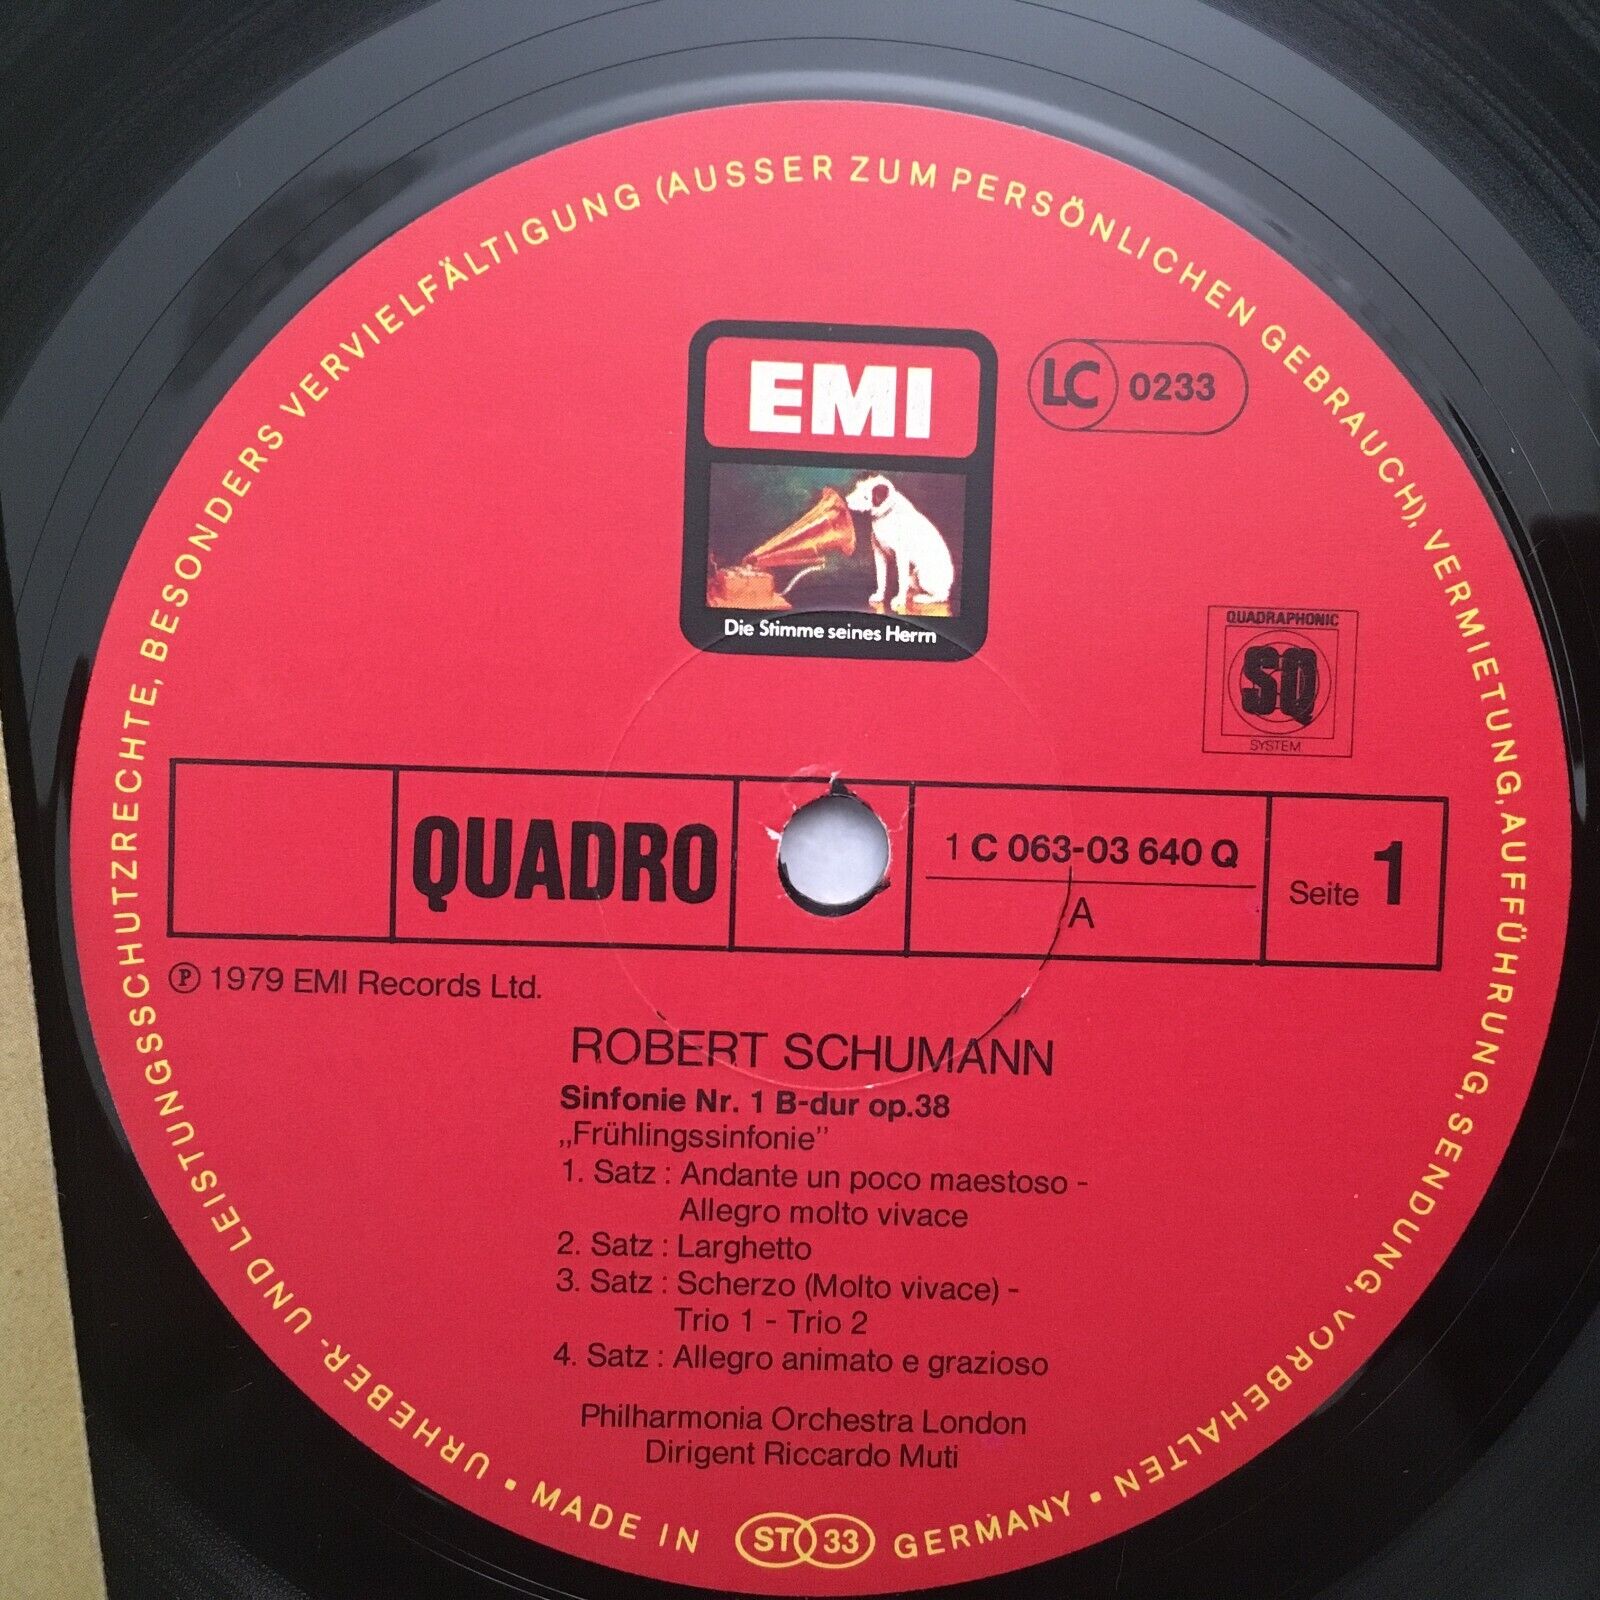 URHEBER- UND LEISTUNGSSCHUTZRECHTE, BESONDERS VERVIELFÄLTIGUNG (AUSSER ZUM PERSÖNLICHEN GEBRAUCH), VERMIETUNG, AUFFÜHRUNG, SENDUNG, VORBEHALTEN
EMI
LC 0233
Die Stimme seines Herrn
QUADRAPHONIC
SQ
SYSTEM
QUADRO
1 C 063-03 640 Q
A
Seite 1
℗ 1979 EMI Records Ltd.
ROBERT SCHUMANN
Sinfonie Nr. 1 B-dur op.38
„Frühlingssinfonie”
1. Satz : Andante un poco maestoso -
Allegro molto vivace
2. Satz : Larghetto
3. Satz : Scherzo (Molto vivace) -
Trio 1 - Trio 2
4. Satz : Allegro animato e grazioso
Philharmonia Orchestra London
Dirigent Riccardo Muti
• MADE IN ST 33 GERMANY •